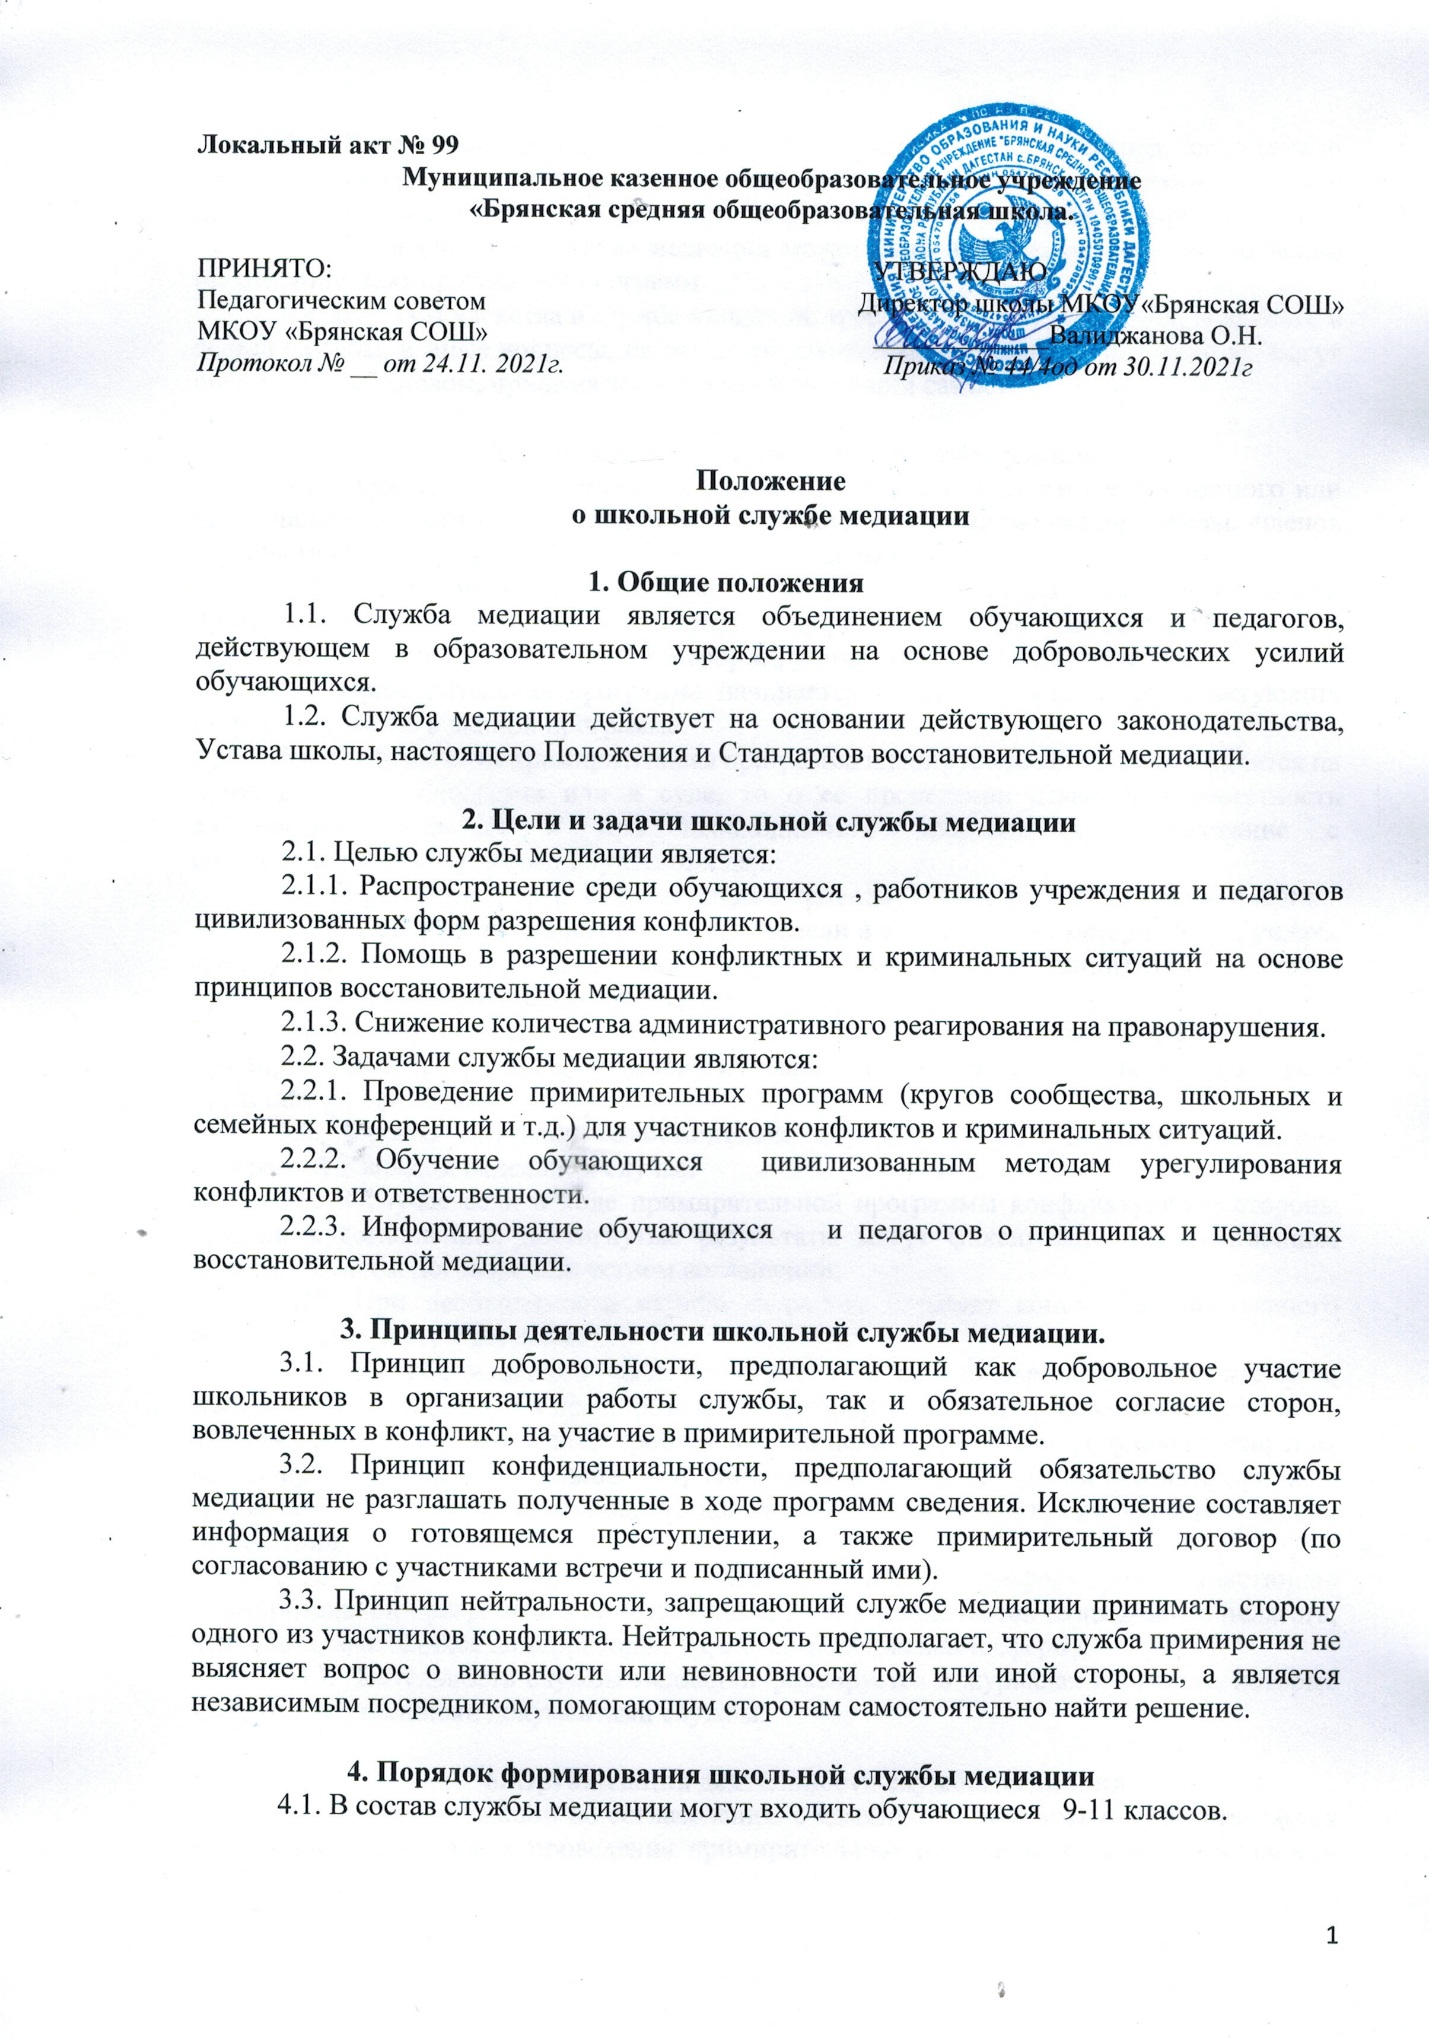 Локальный акт № 99
Муниципальное казенное общеобразовательное учреждение
«Брянская средняя общеобразовательная школа.
ПРИНЯТО:
Педагогическим советом
МКОУ «Брянская СОШ»
Протокол № __ от 24.11. 2021г.
УТВЕРЖДАЮ
Директор школы МКОУ«Брянская СОШ»
____________Валиджанова О.Н.
Приказ № 44/4од от 30.11.2021г
Положение
о школьной службе медиации
1. Общие положения
1.1. Служба медиации является объединением обучающихся и педагогов,
действующем в образовательном учреждении на основе добровольческих усилий
обучающихся.
1.2. Служба медиации действует на основании действующего законодательства,
Устава школы, настоящего Положения и Стандартов восстановительной медиации.
2. Цели и задачи школьной службы медиации
2.1. Целью службы медиации является:
2.1.1. Распространение среди обучающихся , работников учреждения и педагогов
цивилизованных форм разрешения конфликтов.
2.1.2. Помощь в разрешении конфликтных и криминальных ситуаций на основе
принципов восстановительной медиации.
2.1.3. Снижение количества административного реагирования на правонарушения.
2.2. Задачами службы медиации являются:
2.2.1. Проведение примирительных программ (кругов сообщества, школьных и
семейных конференций и т.д.) для участников конфликтов и криминальных ситуаций.
2.2.2. Обучение обучающихся цивилизованным методам урегулирования
конфликтов и ответственности.
2.2.3. Информирование обучающихся и педагогов о принципах и ценностях
восстановительной медиации.
3. Принципы деятельности школьной службы медиации.
3.1. Принцип добровольности, предполагающий как добровольное участие
школьников в организации работы службы, так и обязательное согласие сторон,
вовлеченных в конфликт, на участие в примирительной программе.
3.2. Принцип конфиденциальности, предполагающий обязательство службы
медиации не разглашать полученные в ходе программ сведения. Исключение составляет
информация о готовящемся преступлении, а также примирительный договор (по
согласованию с участниками встречи и подписанный ими).
3.3. Принцип нейтральности, запрещающий службе медиации принимать сторону
одного из участников конфликта. Нейтральность предполагает, что служба примирения не
выясняет вопрос о виновности или невиновности той или иной стороны, а является
независимым посредником, помогающим сторонам самостоятельно найти решение.
4. Порядок формирования школьной службы медиации
4.1. В состав службы медиации могут входить обучающиеся 9-11 классов.
1